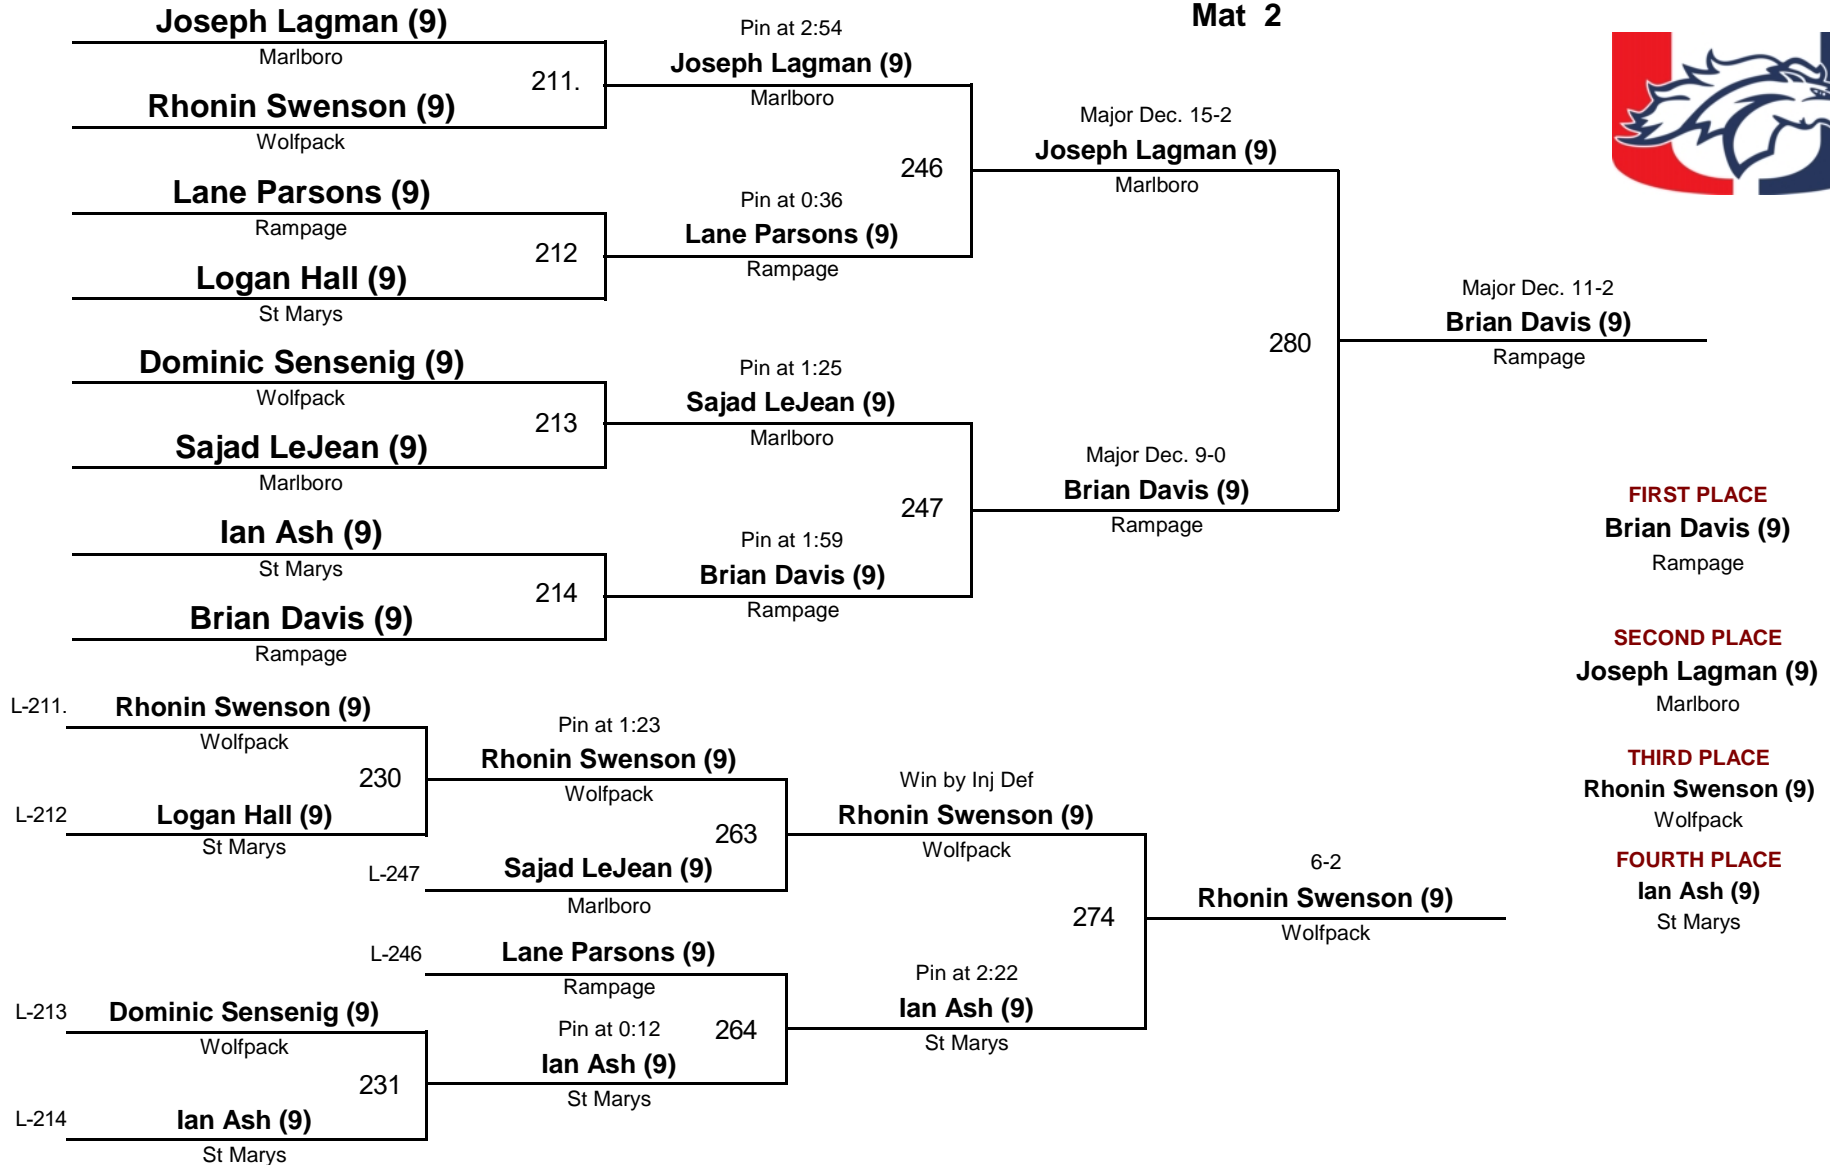 Mat 2
Joseph Lagman (9)
Marlboro
211.
Rhonin Swenson (9)
Wolfpack
Lane Parsons (9)
Rampage
212
Logan Hall (9)
St Marys
Dominic Sensenig (9)
Wolfpack
213
Sajad LeJean (9)
Marlboro
Ian Ash (9)
St Marys
214
Brian Davis (9)
Rampage
Pin at 2:54
Joseph Lagman (9)
Marlboro
246
Pin at 0:36
Lane Parsons (9)
Rampage
Pin at 1:25
Sajad LeJean (9)
Marlboro
247
Pin at 1:59
Brian Davis (9)
Rampage
Major Dec. 15-2
Joseph Lagman (9)
Marlboro
280
Major Dec. 9-0
Brian Davis (9)
Rampage
Major Dec. 11-2
Brian Davis (9)
Rampage
L-211.
Rhonin Swenson (9)
Wolfpack
230
L-212
Logan Hall (9)
St Marys
L-213
Dominic Sensenig (9)
Wolfpack
231
L-214
Ian Ash (9)
St Marys
Pin at 1:23
Rhonin Swenson (9)
Wolfpack
263
L-247
Sajad LeJean (9)
Marlboro
L-246
Lane Parsons (9)
Rampage
264
Pin at 0:12
Ian Ash (9)
St Marys
Win by Inj Def
Rhonin Swenson (9)
Wolfpack
274
Pin at 2:22
Ian Ash (9)
St Marys
6-2
Rhonin Swenson (9)
Wolfpack
FIRST PLACE
Brian Davis (9)
Rampage
SECOND PLACE
Joseph Lagman (9)
Marlboro
THIRD PLACE
Rhonin Swenson (9)
Wolfpack
FOURTH PLACE
Ian Ash (9)
St Marys